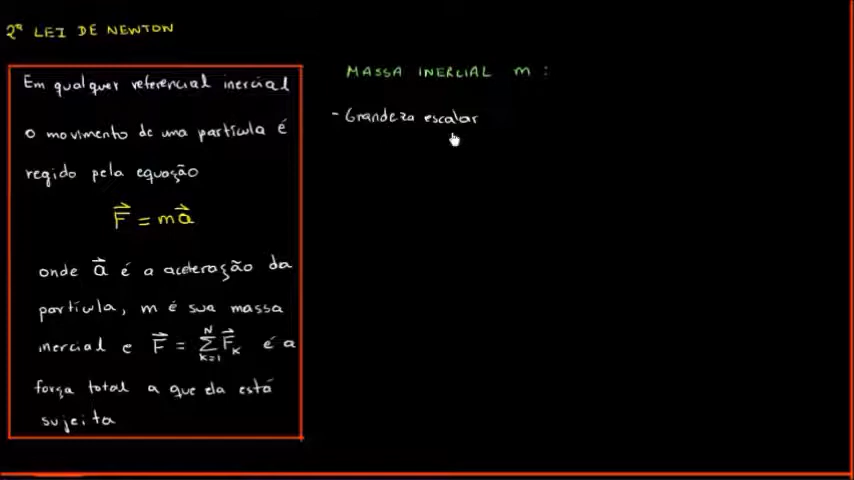 2ª LEI DE NEWTON
Em qualquer referencial inercial
o movimento de uma partícula é
regido pela equação
F⃗ = ma⃗
onde a⃗ é a aceleração da
partícula, m é sua massa
inercial e F⃗ = ∑ₖ₌₁ᴺ F⃗ₖ é a
força total a que ela está
sujeita
MASSA INERCIAL m :
- Grandeza escalar